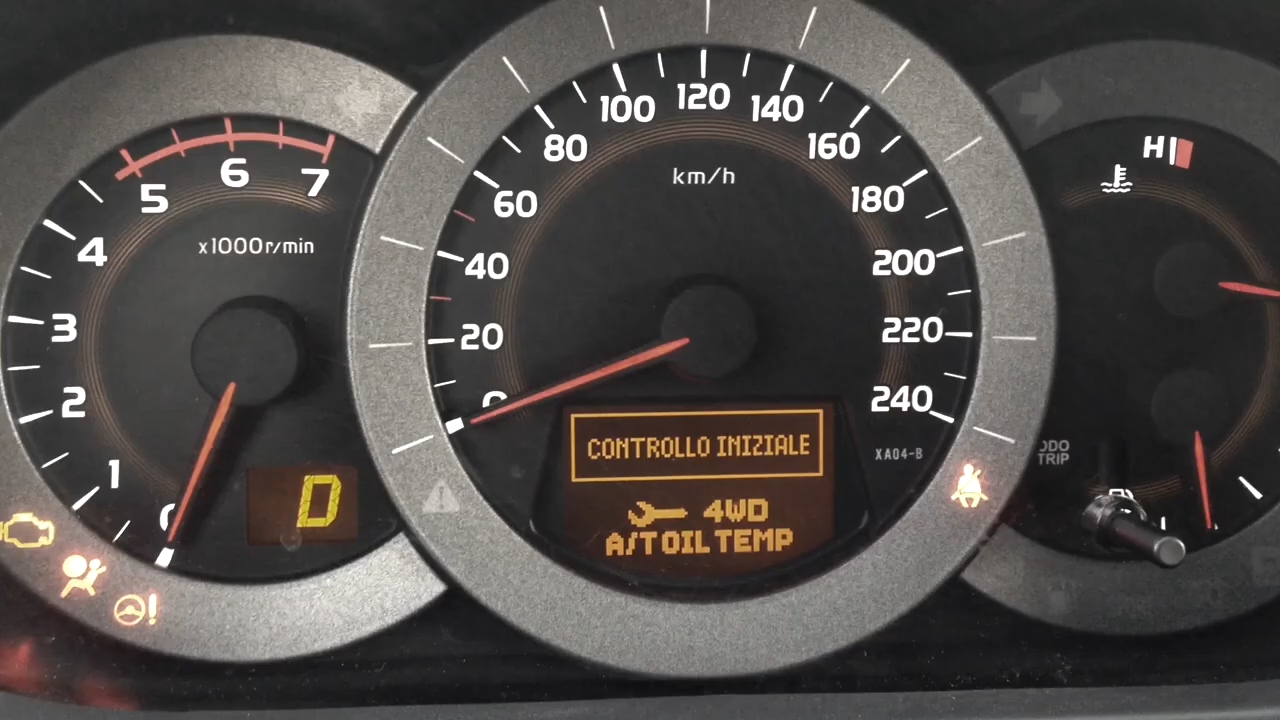 1
2
3
4
5
6
7
x1000r/min
D
0
20
40
60
80
100
120
140
160
180
200
220
240
km/h
CONTROLLO INIZIALE
4WD
A/T OIL TEMP
XA04-B
H
ODO
TRIP